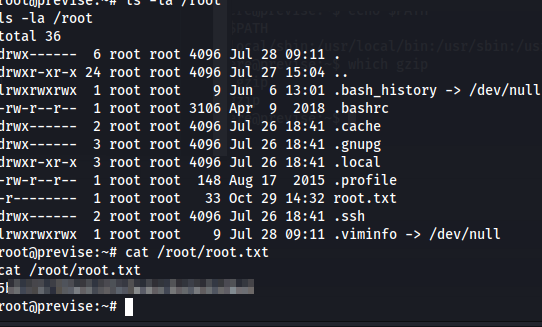 root@previse:~# ls -la /root
ls -la /root
total 36
drwx------  6 root root 4096 Jul 28 09:11 .
drwxr-xr-x 24 root root 4096 Jul 27 15:04 ..
lrwxrwxrwx  1 root root    9 Jun  6 13:01 .bash_history -> /dev/null
-rw-r--r--  1 root root 3106 Apr  9  2018 .bashrc
drwx------  2 root root 4096 Jul 26 18:41 .cache
drwx------  3 root root 4096 Jul 26 18:41 .gnupg
drwxr-xr-x  3 root root 4096 Jul 26 18:41 .local
-rw-r--r--  1 root root  148 Aug 17  2015 .profile
-r--------  1 root root   33 Oct 29 14:32 root.txt
drwx------  2 root root 4096 Jul 26 18:41 .ssh
lrwxrwxrwx  1 root root    9 Jul 28 09:11 .viminfo -> /dev/null
root@previse:~# cat /root/root.txt
cat /root/root.txt
root@previse:~#